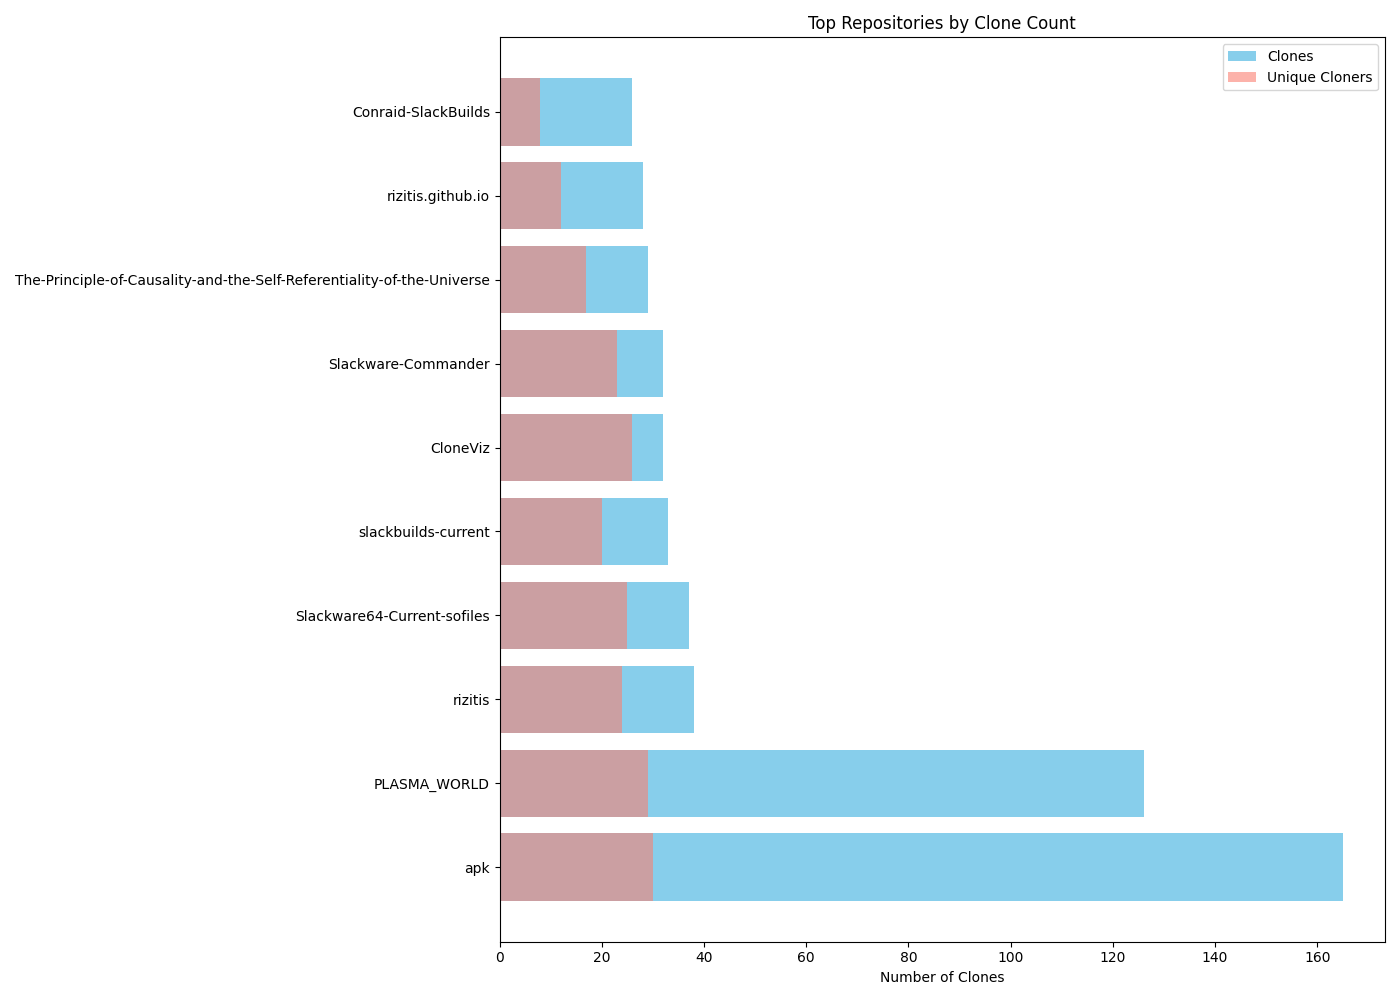 Top Repositories by Clone Count
Clones
Unique Cloners
Conraid-SlackBuilds
rizitis.github.io
The-Principle-of-Causality-and-the-Self-Referentiality-of-the-Universe
Slackware-Commander
CloneViz
slackbuilds-current
Slackware64-Current-sofiles
rizitis
PLASMA_WORLD
apk
0 20 40 60 80 100 120 140 160
Number of Clones